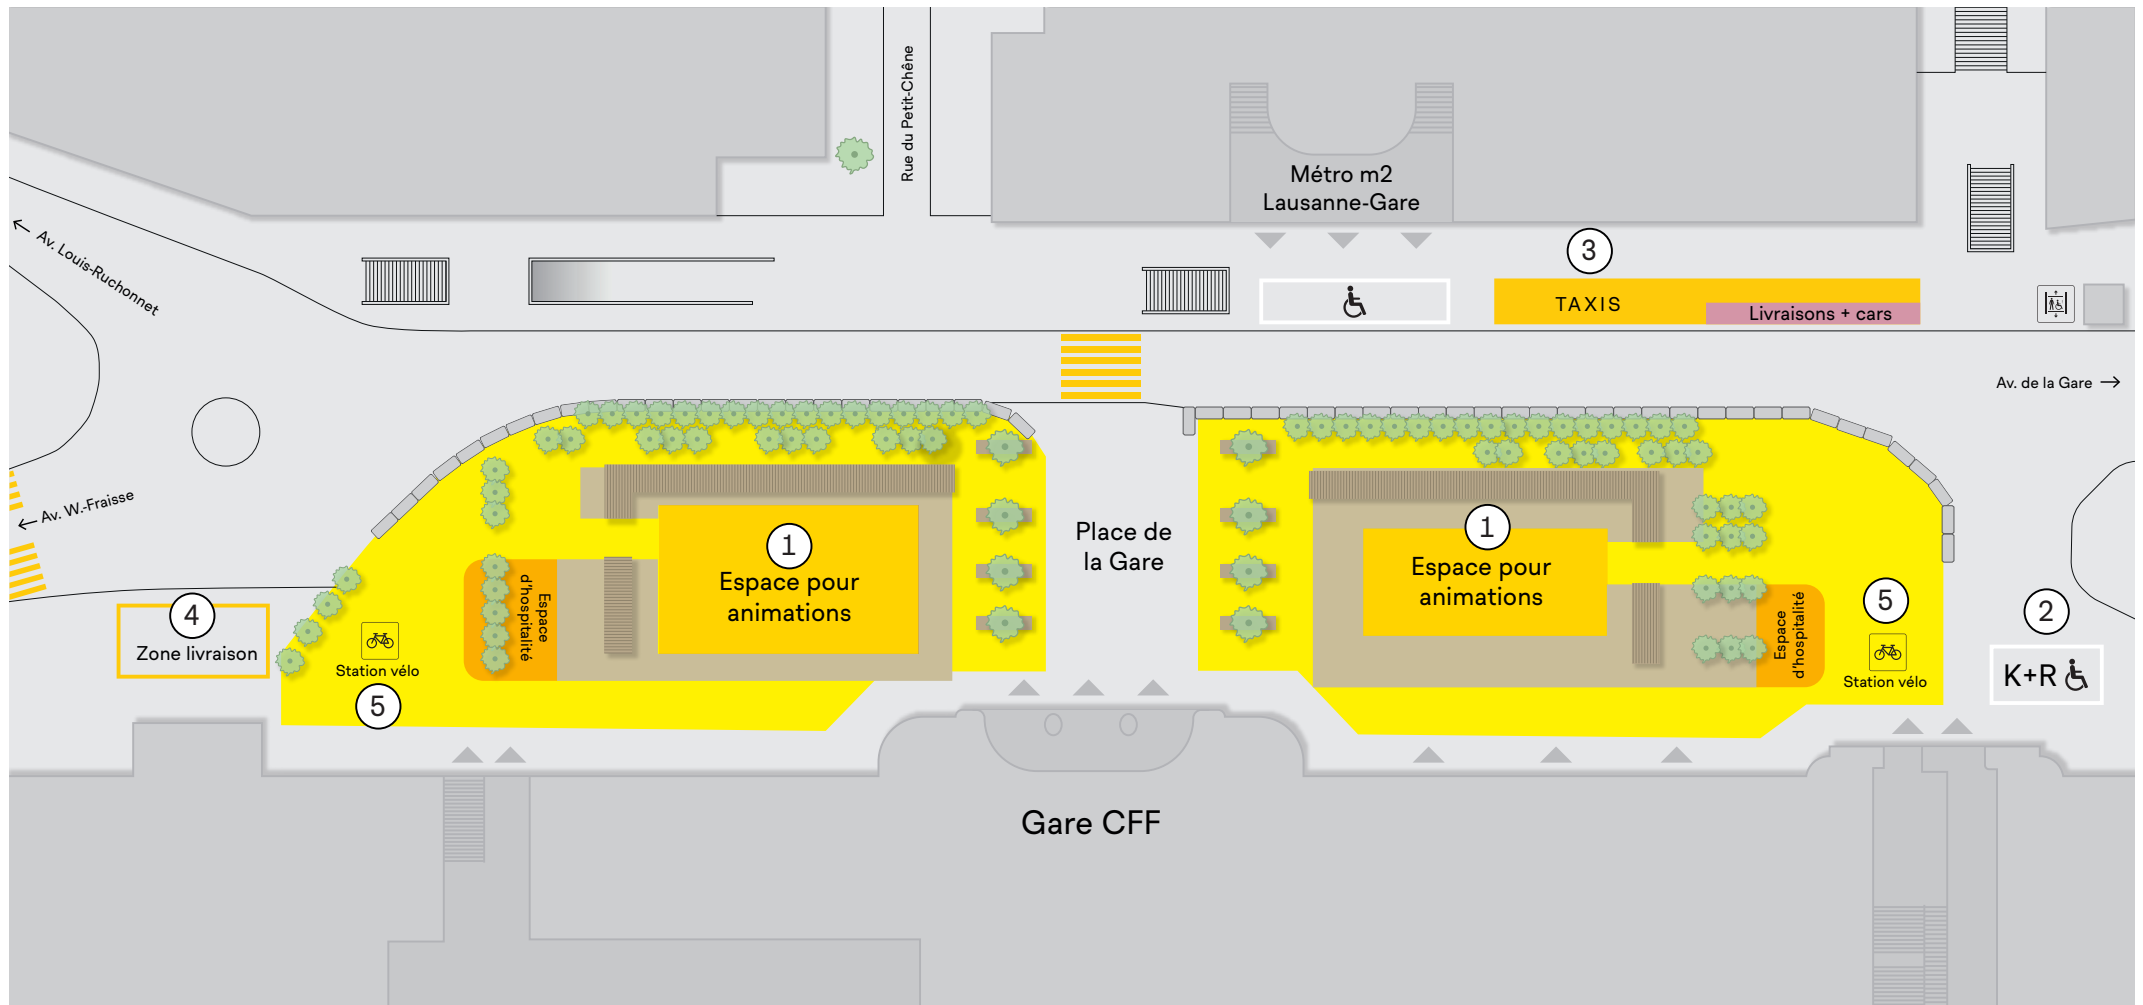 Rue du Petit-Chêne
Métro m2
Lausanne-Gare
← Av. Louis-Ruchonnet
3
TAXIS
Livraisons + cars
Av. de la Gare →
← Av. W.-Fraisse
Place de
la Gare
1
Espace pour
animations
1
Espace pour
animations
Espace
d'hospitalité
Espace
d'hospitalité
4
Zone livraison
Station vélo
5
5
Station vélo
2
K+R
Gare CFF